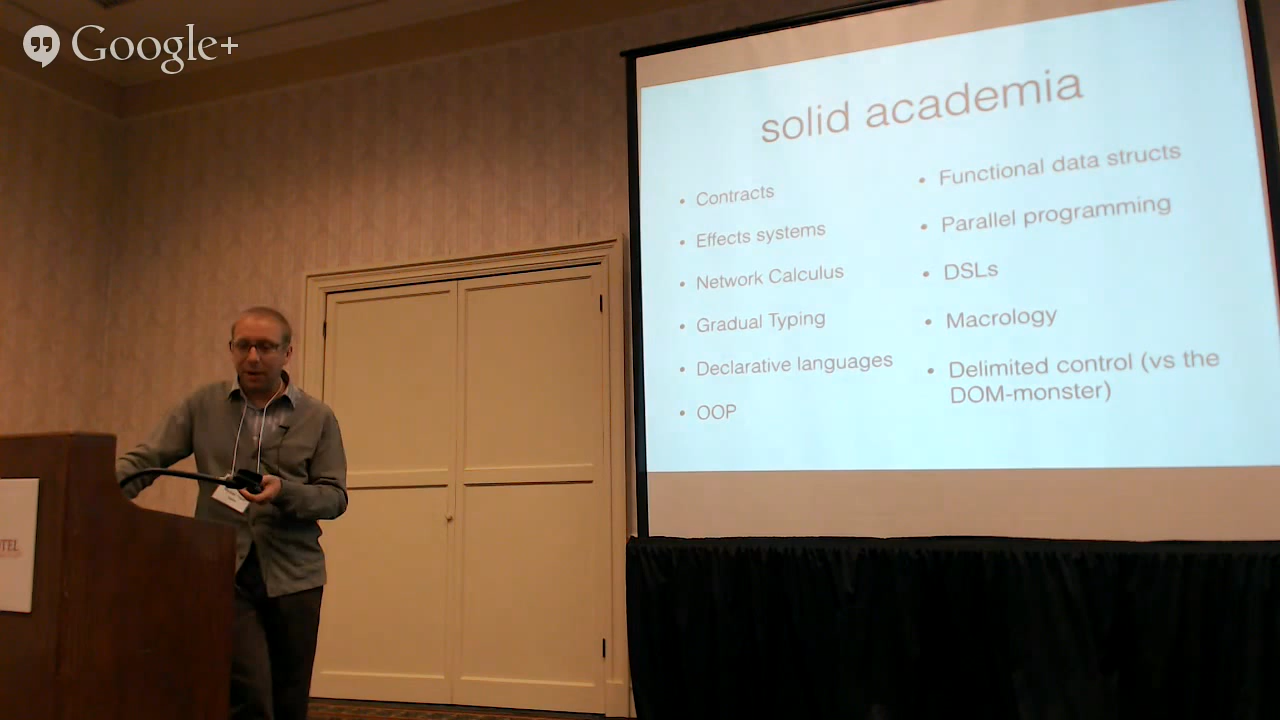 Google+
solid academia
• Contracts
• Effects systems
• Network Calculus
• Gradual Typing
• Declarative languages
• OOP
• Functional data structs
• Parallel programming
• DSLs
• Macrology
• Delimited control (vs the
DOM-monster)